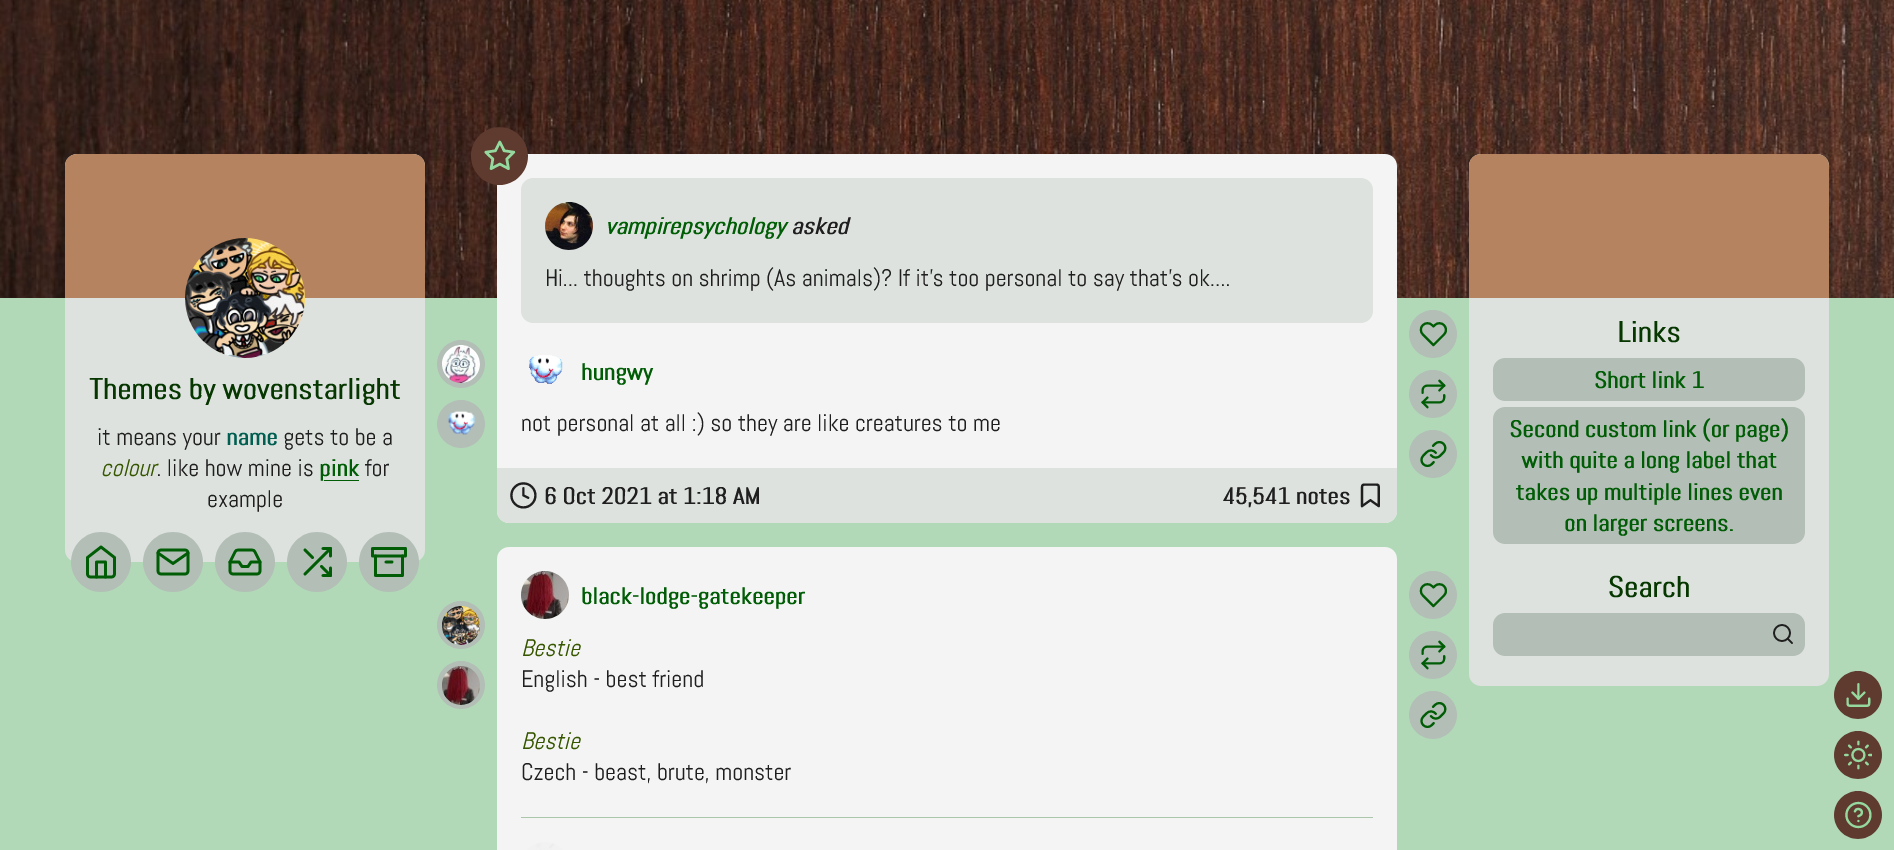 Themes by wovenstarlight
it means your name gets to be a
colour. like how mine is pink for
example
vampirepsychology asked
Hi... thoughts on shrimp (As animals)? If it's too personal to say that's ok....
hungwy
not personal at all :) so they are like creatures to me
6 Oct 2021 at 1:18 AM
45,541 notes
black-lodge-gatekeeper
Bestie
English - best friend
Bestie
Czech - beast, brute, monster
Links
Short link 1
Second custom link (or page)
with quite a long label that
takes up multiple lines even
on larger screens.
Search